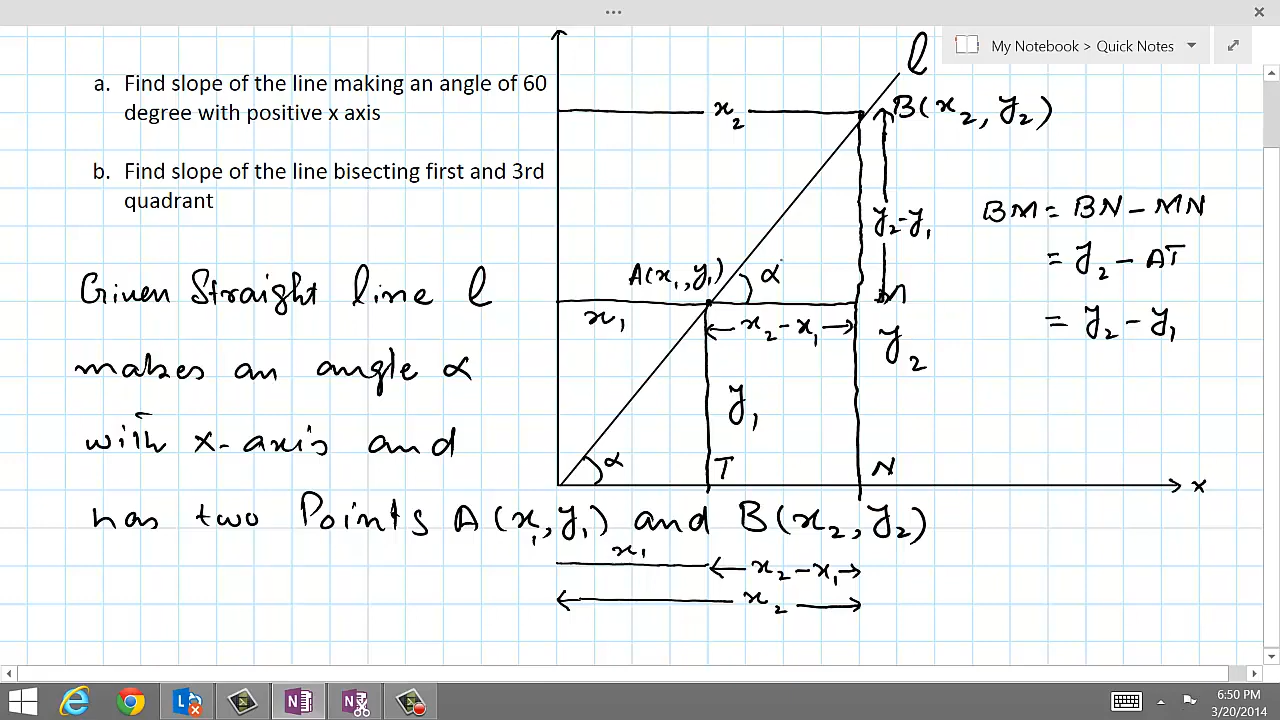 My Notebook > Quick Notes
a. Find slope of the line making an angle of 60
degree with positive x axis
b. Find slope of the line bisecting first and 3rd
quadrant
Given Straight line l
makes an angle α
with x-axis and
has two Points A(x₁, y₁) and B(x₂, y₂)
l
x₂
B(x₂, y₂)
y₂-y₁
A(x₁, y₁)
α
M
x₁
x₂-x₁
y₂
y₁
α
T
N
x
x₁
x₂-x₁
x₂
BM = BN - MN
= y₂ - AT
= y₂ - y₁
6:50 PM
3/20/2014